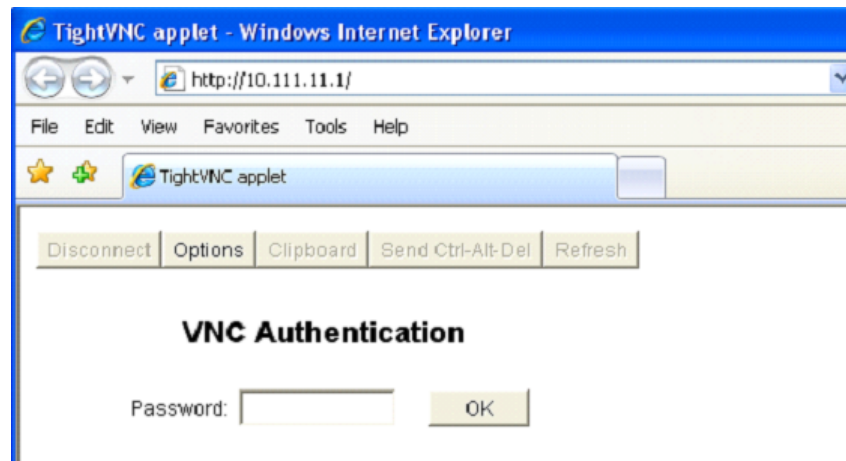 TightVNC applet - Windows Internet Explorer
http://10.111.11.1/
File Edit View Favorites Tools Help
TightVNC applet
Disconnect Options Clipboard Send Ctrl-Alt-Del Refresh
VNC Authentication
Password: OK